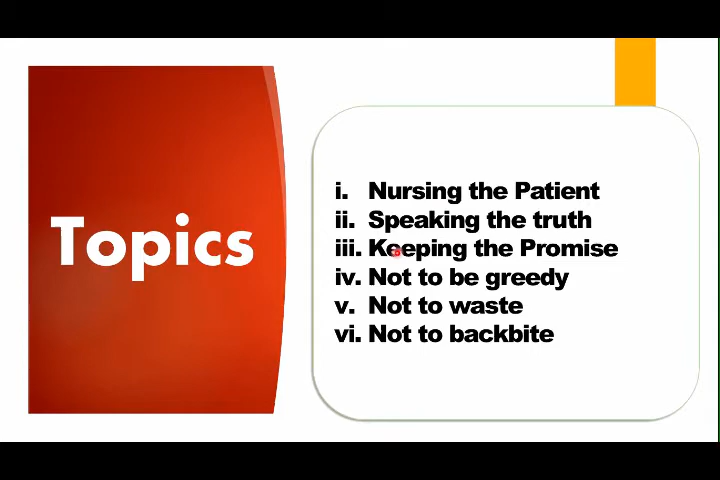 Topics
i. Nursing the Patient
ii. Speaking the truth
iii. Keeping the Promise
iv. Not to be greedy
v. Not to waste
vi. Not to backbite